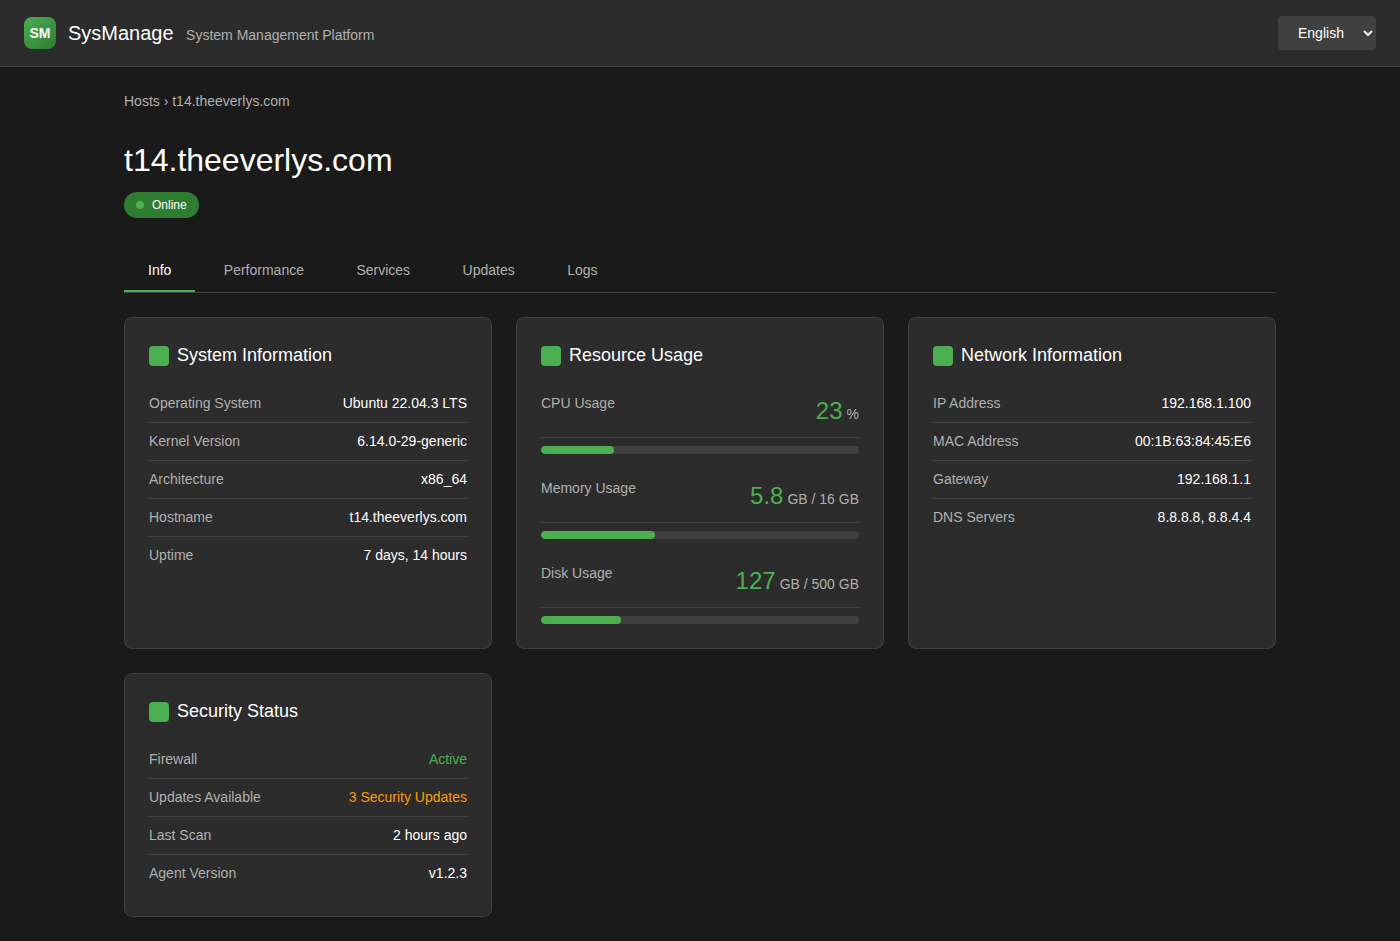 SM SysManage System Management Platform English
Hosts › t14.theeverlys.com
t14.theeverlys.com
Online
Info Performance Services Updates Logs
System Information
Operating System Ubuntu 22.04.3 LTS
Kernel Version 6.14.0-29-generic
Architecture x86_64
Hostname t14.theeverlys.com
Uptime 7 days, 14 hours
Resource Usage
CPU Usage 23 %
Memory Usage 5.8 GB / 16 GB
Disk Usage 127 GB / 500 GB
Network Information
IP Address 192.168.1.100
MAC Address 00:1B:63:84:45:E6
Gateway 192.168.1.1
DNS Servers 8.8.8.8, 8.8.4.4
Security Status
Firewall Active
Updates Available 3 Security Updates
Last Scan 2 hours ago
Agent Version v1.2.3